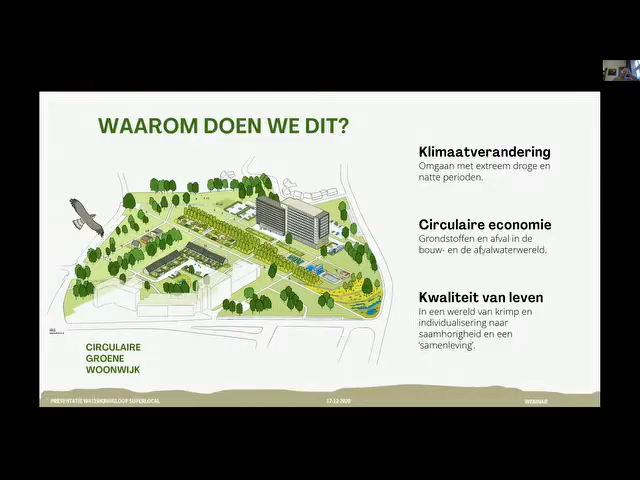 WAAROM DOEN WE DIT?
Klimaatverandering
Omgaan met extreem droge en
natte perioden.
Circulaire economie
Grondstoffen en afval in de
bouw- en de afvalwaterwereld.
Kwaliteit van leven
In een wereld van krimp en
individualisering naar
saamhorigheid en een
'samenleving'.
CIRCULAIRE
GROENE
WOONWIJK
PRESENTATIE WATERKRINGLOOP SUPERLOCAL
17-12-2020
WEBINAR